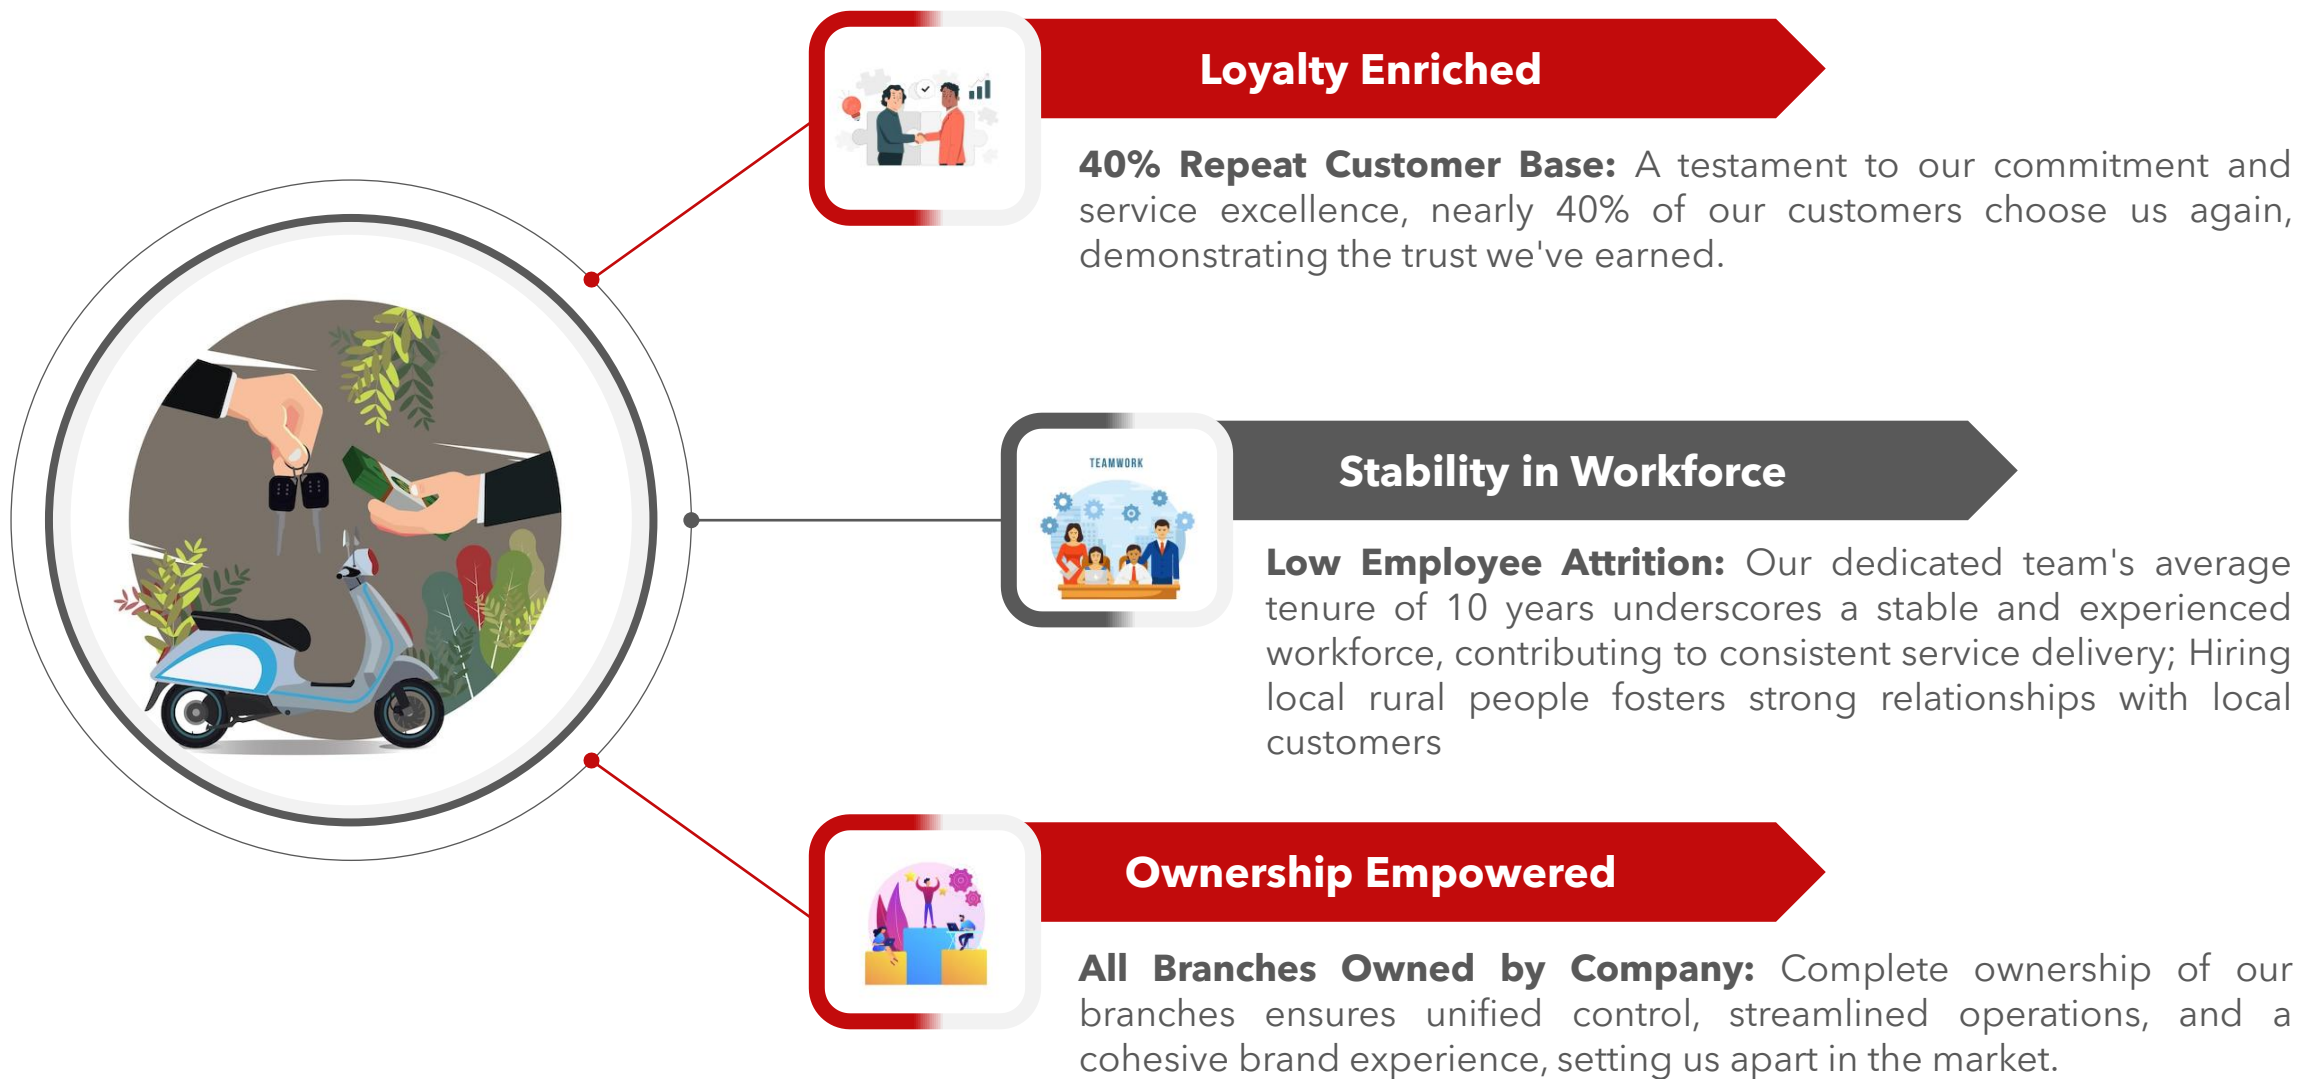 Loyalty Enriched
40% Repeat Customer Base: A testament to our commitment and
service excellence, nearly 40% of our customers choose us again,
demonstrating the trust we've earned.
TEAMWORK
Stability in Workforce
Low Employee Attrition: Our dedicated team's average
tenure of 10 years underscores a stable and experienced
workforce, contributing to consistent service delivery; Hiring
local rural people fosters strong relationships with local
customers
Ownership Empowered
All Branches Owned by Company: Complete ownership of our
branches ensures unified control, streamlined operations, and a
cohesive brand experience, setting us apart in the market.